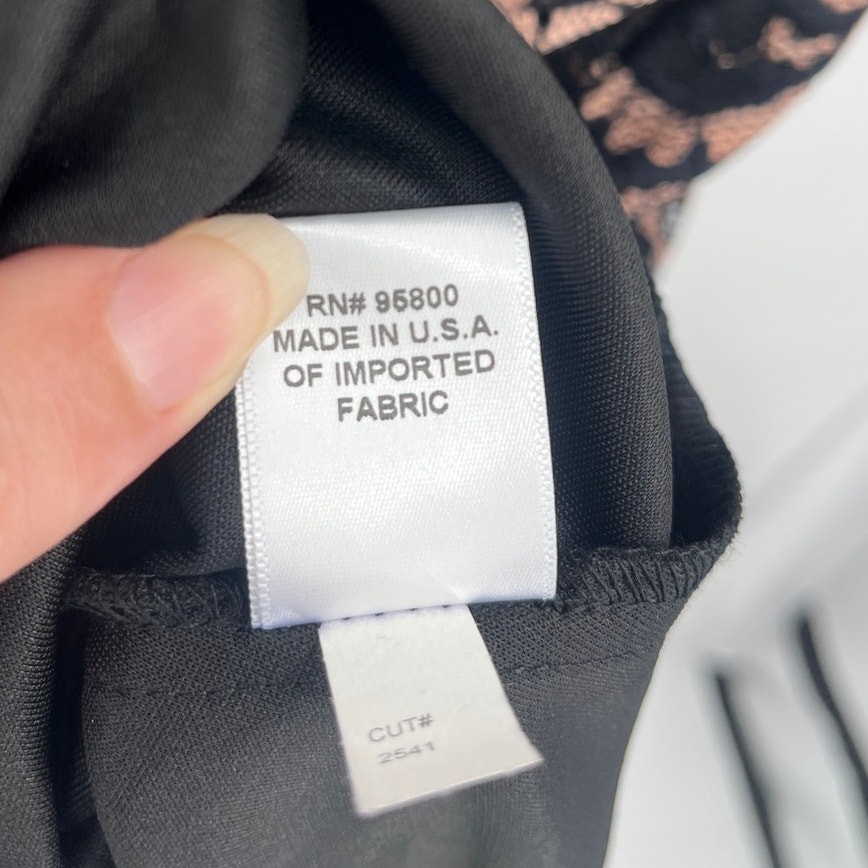 RN# 95800
MADE IN U.S.A.
OF IMPORTED
FABRIC
CUT#
2541